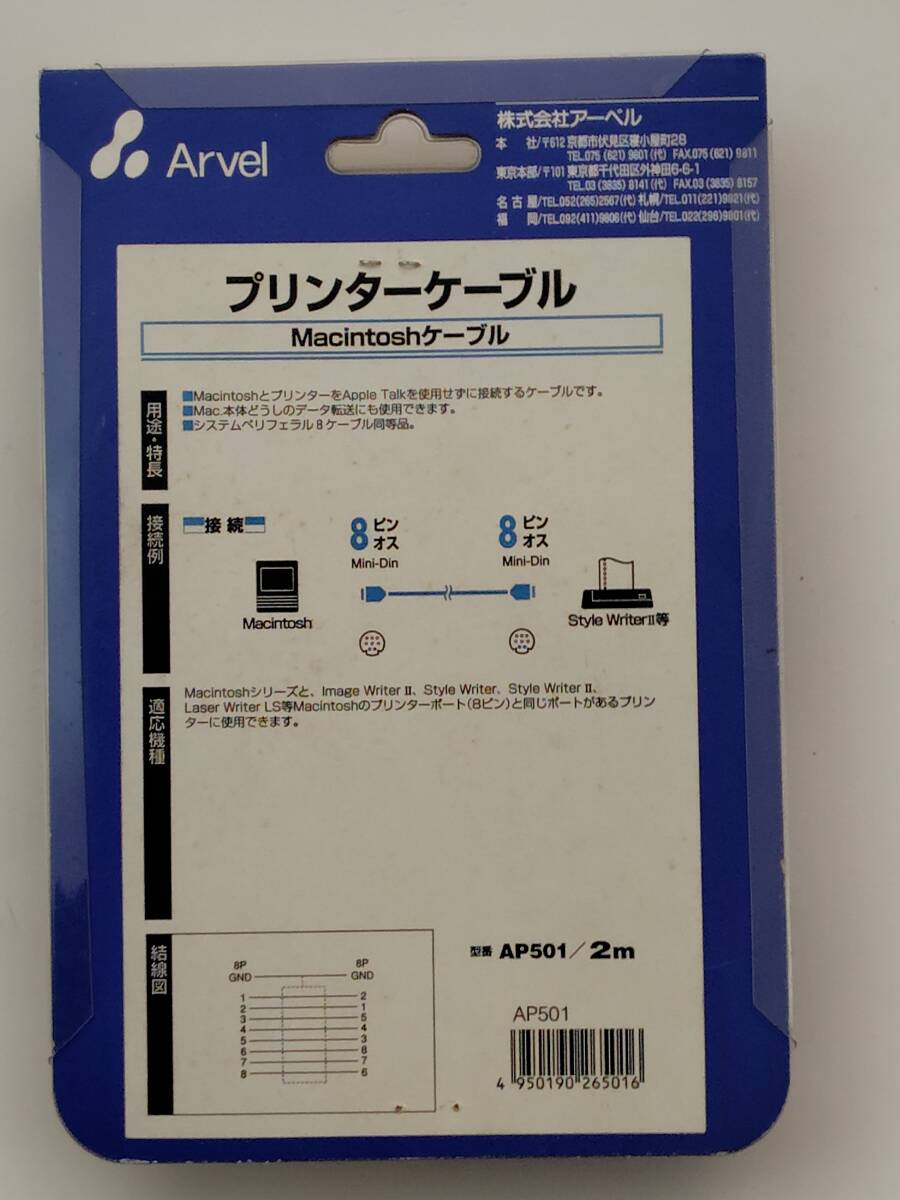 Arvel
株式会社アーベル
本 社/〒612 京都市伏見区寝小屋町28
TEL.075 (621) 9801(代) FAX.075 (621) 9811
東京本部/〒101 東京都千代田区外神田6-6-1
TEL.03 (3835) 8141(代) FAX.03 (3835) 8157
名古屋/TEL.052(265)2567(代) 札幌/TEL.011(221)9821(代)
福 岡/TEL.092(411)9806(代) 仙台/TEL.022(296)9801(代)
プリンターケーブル
Macintoshケーブル
用途・特長
■MacintoshとプリンターをApple Talkを使用せずに接続するケーブルです。
■Mac.本体どうしのデータ転送にも使用できます。
■システムペリフェラル8ケーブル同等品。
接続例
接続
8 ピン オス
Mini-Din
8 ピン オス
Mini-Din
Macintosh
Style WriterⅡ等
適応機種
Macintoshシリーズと、Image Writer Ⅱ、Style Writer、Style Writer Ⅱ、
Laser Writer LS等Macintoshのプリンターポート(8ピン)と同じポートがあるプリン
ターに使用できます。
結線図
8P 8P
GND GND
1 2
2 1
3 5
4 4
5 3
6 8
7 7
8 6
型番 AP501/2m
AP501
4 950190 265016